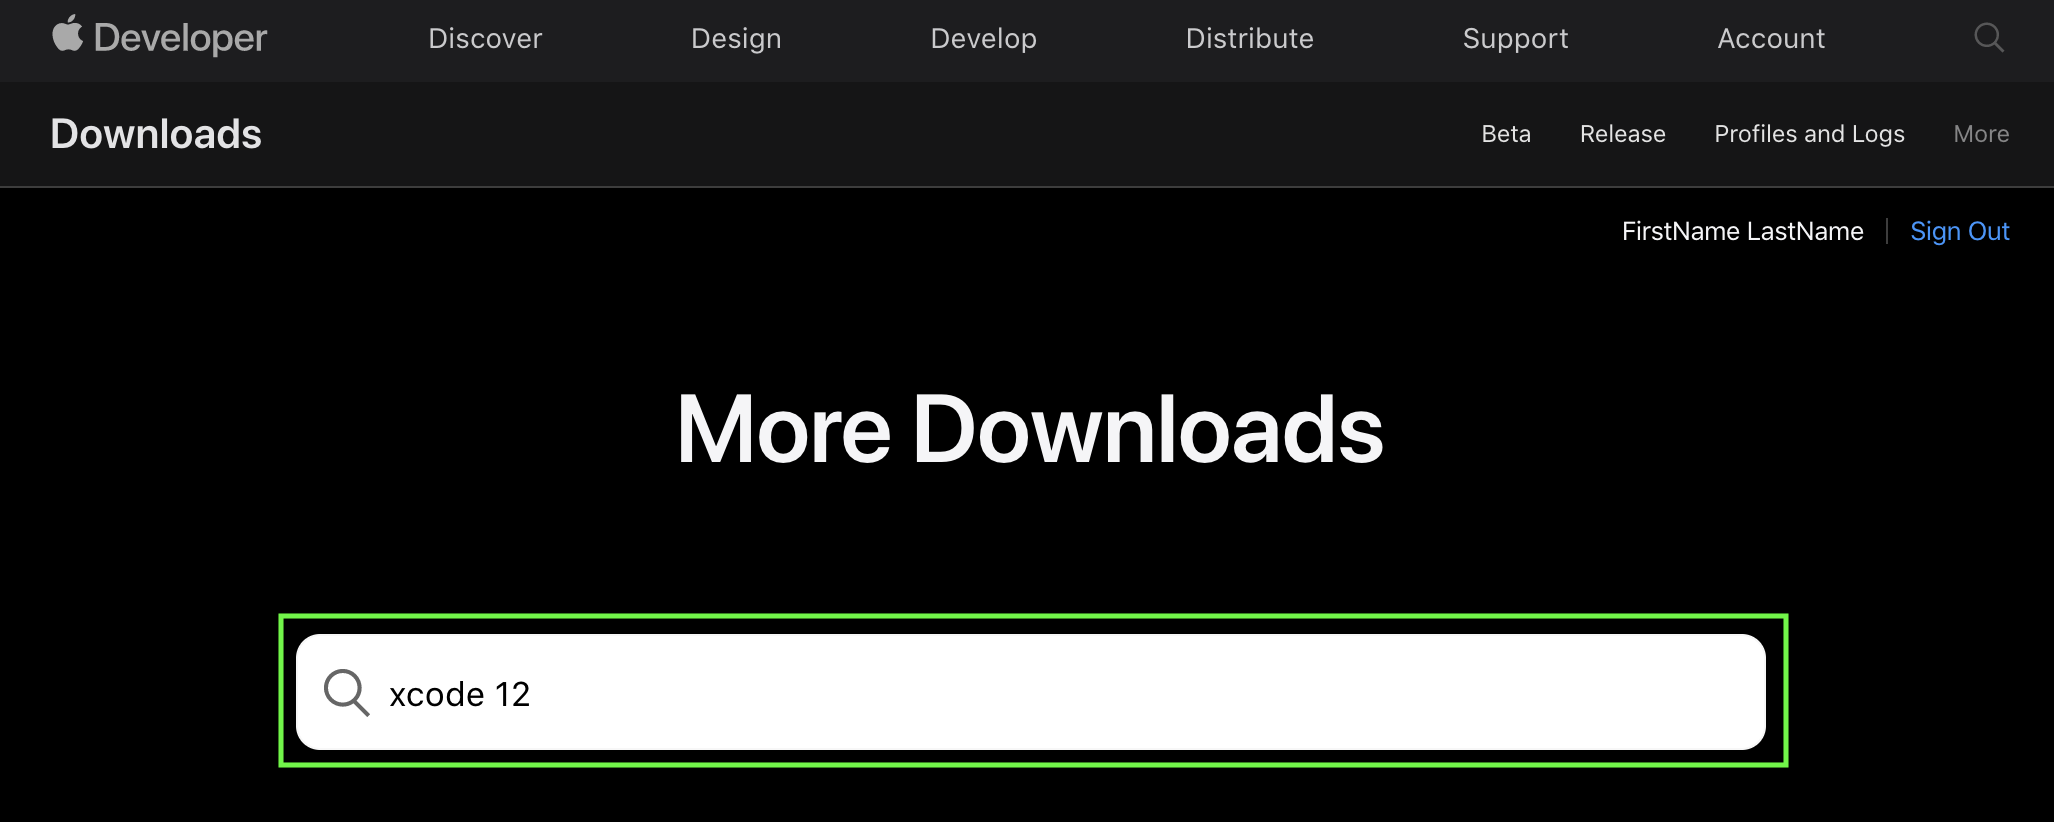 Developer Discover Design Develop Distribute Support Account
Downloads Beta Release Profiles and Logs More
FirstName LastName Sign Out
More Downloads
xcode 12